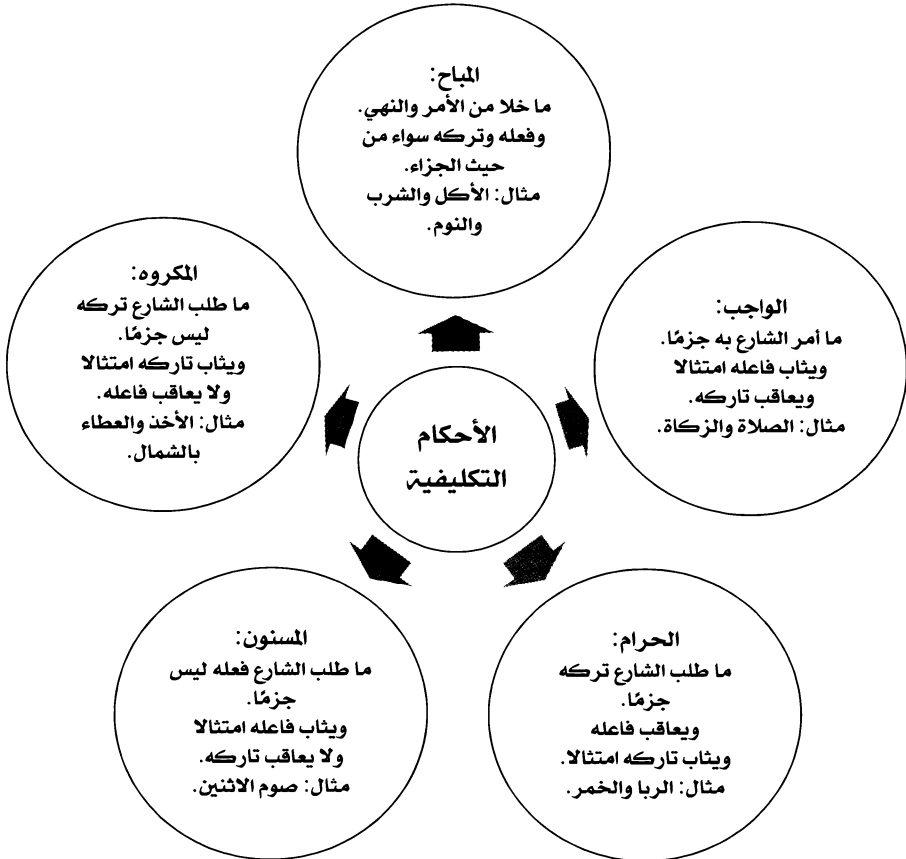 المباح:
ما خلا من الأمر والنهي.
وفعله وتركه سواء من
حيث الجزاء.
مثال: الأكل والشرب
والنوم.
الواجب:
ما أمر الشارع به جزمًا.
ويثاب فاعله امتثالا
ويعاقب تاركه.
مثال: الصلاة والزكاة.
المكروه:
ما طلب الشارع تركه
ليس جزمًا.
ويثاب تاركه امتثالا
ولا يعاقب فاعله.
مثال: الأخذ والعطاء
بالشمال.
الأحكام
التكليفية
الحرام:
ما طلب الشارع تركه
جزمًا.
ويعاقب فاعله
ويثاب تاركه امتثالا.
مثال: الربا والخمر.
المسنون:
ما طلب الشارع فعله ليس
جزمًا.
ويثاب فاعله امتثالا
ولا يعاقب تاركه.
مثال: صوم الاثنين.